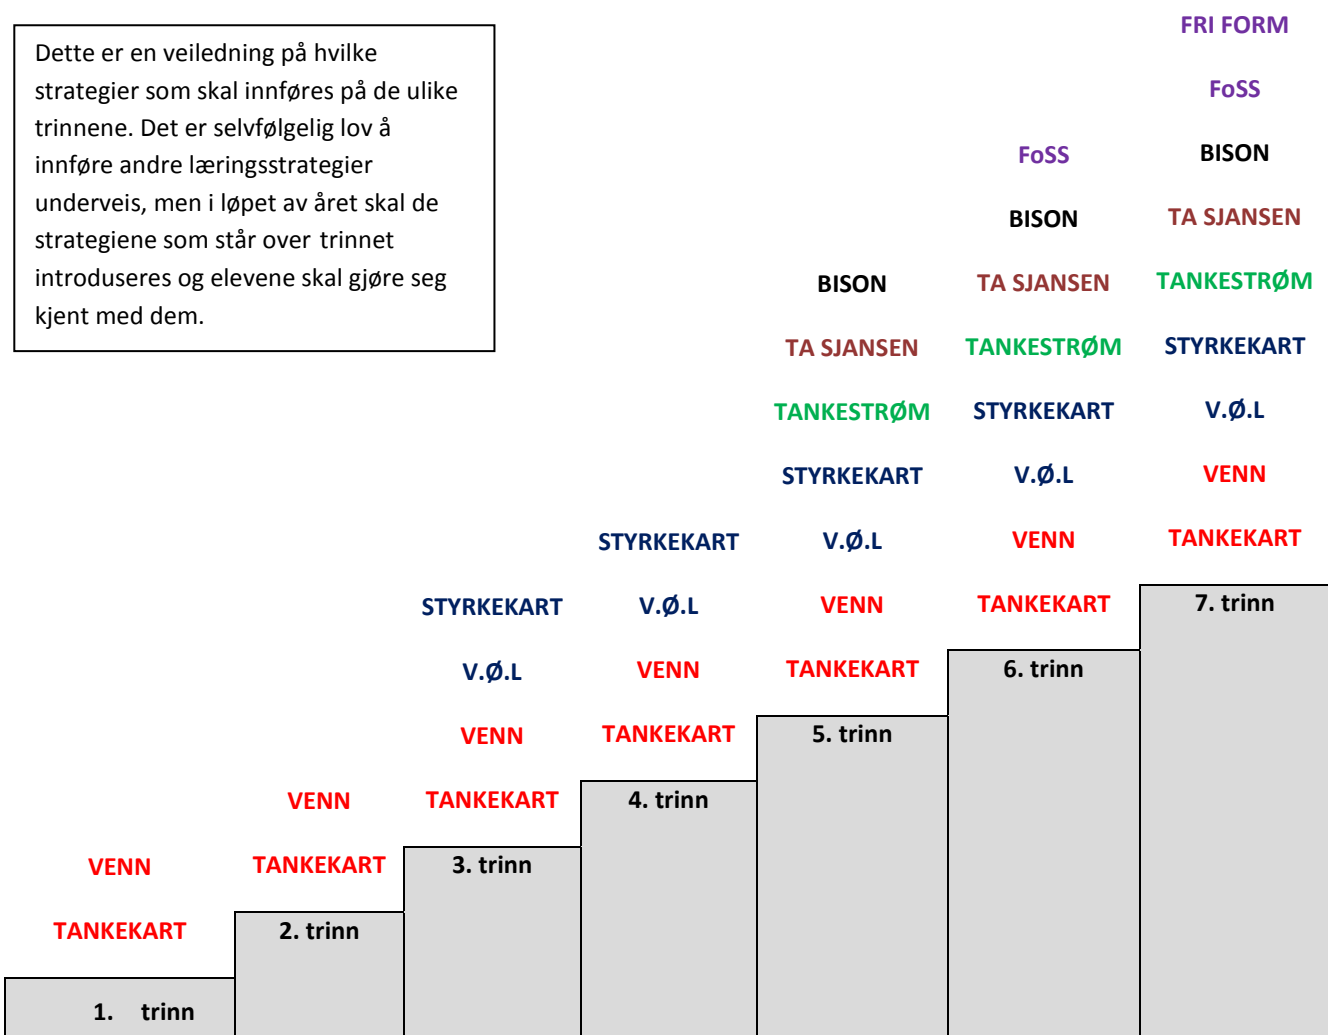 Dette er en veiledning på hvilke
strategier som skal innføres på de ulike
trinnene. Det er selvfølgelig lov å
innføre andre læringsstrategier
underveis, men i løpet av året skal de
strategiene som står over trinnet
introduseres og elevene skal gjøre seg
kjent med dem.
VENN
TANKEKART
1. trinn
VENN
TANKEKART
2. trinn
STYRKEKART
V.Ø.L
VENN
TANKEKART
3. trinn
STYRKEKART
V.Ø.L
VENN
TANKEKART
4. trinn
BISON
TA SJANSEN
TANKESTRØM
STYRKEKART
V.Ø.L
VENN
TANKEKART
5. trinn
FoSS
BISON
TA SJANSEN
TANKESTRØM
STYRKEKART
V.Ø.L
VENN
TANKEKART
6. trinn
FRI FORM
FoSS
BISON
TA SJANSEN
TANKESTRØM
STYRKEKART
V.Ø.L
VENN
TANKEKART
7. trinn